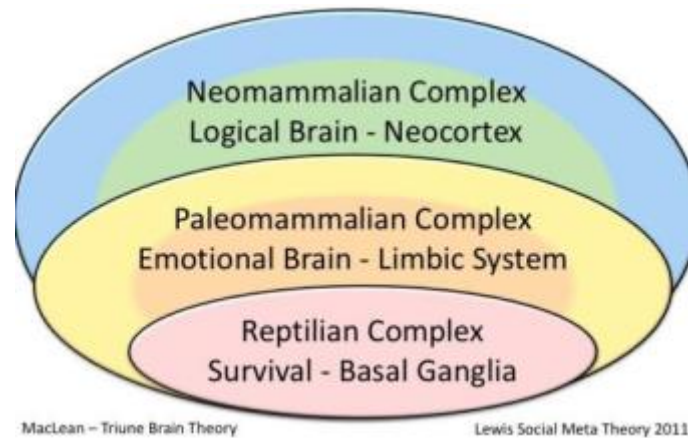 Neomammalian Complex
Logical Brain - Neocortex
Paleomammalian Complex
Emotional Brain - Limbic System
Reptilian Complex
Survival - Basal Ganglia
MacLean – Triune Brain Theory
Lewis Social Meta Theory 2011